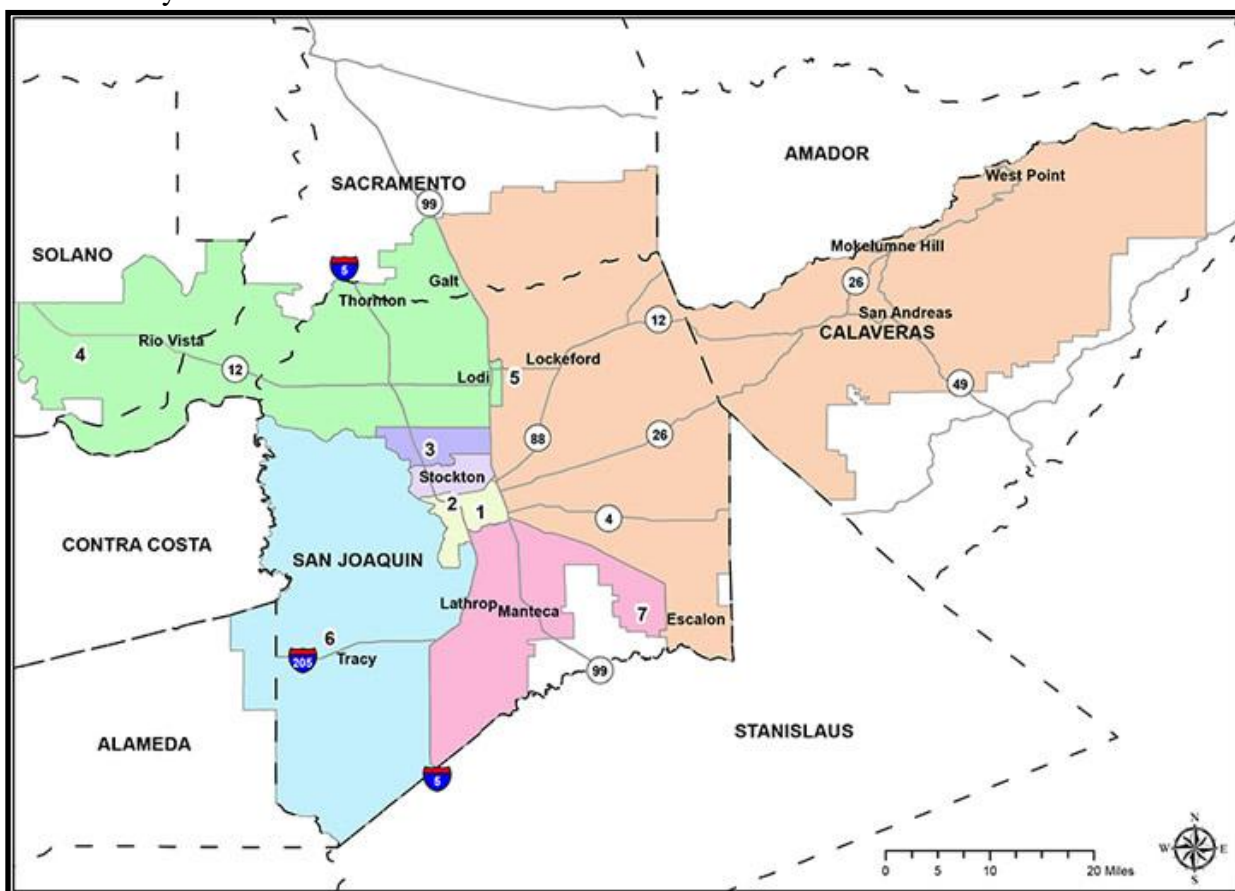 AMADOR
West Point
SACRAMENTO
99
SOLANO
Mokelumne Hill
5
Galt
26
Thornton
San Andreas
12
CALAVERAS
Rio Vista
4
Lockeford
12
Lodi
5
49
88
26
3
Stockton
2
1
4
CONTRA COSTA
SAN JOAQUIN
Lathrop
Manteca
7
Escalon
6
205
Tracy
99
STANISLAUS
ALAMEDA
5
N
W E
S
0 5 10 20 Miles